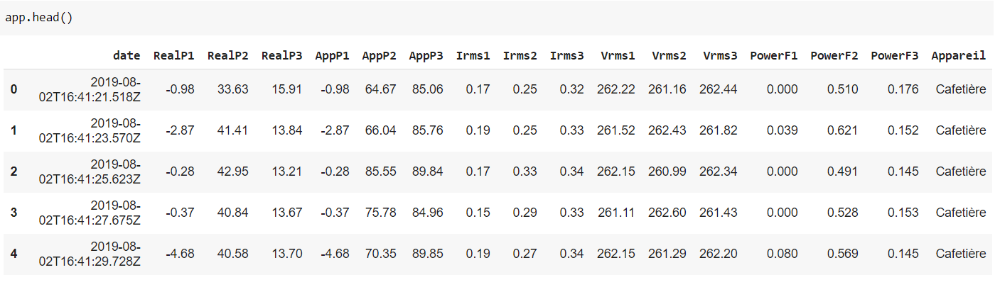 app.head()
date RealP1 RealP2 RealP3 AppP1 AppP2 AppP3 Irms1 Irms2 Irms3 Vrms1 Vrms2 Vrms3 PowerF1 PowerF2 PowerF3 Appareil
0 2019-08-
02T16:41:21.518Z -0.98 33.63 15.91 -0.98 64.67 85.06 0.17 0.25 0.32 262.22 261.16 262.44 0.000 0.510 0.176 Cafetière
1 2019-08-
02T16:41:23.570Z -2.87 41.41 13.84 -2.87 66.04 85.76 0.19 0.25 0.33 261.52 262.43 261.82 0.039 0.621 0.152 Cafetière
2 2019-08-
02T16:41:25.623Z -0.28 42.95 13.21 -0.28 85.55 89.84 0.17 0.33 0.34 262.15 260.99 262.34 0.000 0.491 0.145 Cafetière
3 2019-08-
02T16:41:27.675Z -0.37 40.84 13.67 -0.37 75.78 84.96 0.15 0.29 0.33 261.11 262.60 261.43 0.000 0.528 0.153 Cafetière
4 2019-08-
02T16:41:29.728Z -4.68 40.58 13.70 -4.68 70.35 89.85 0.19 0.27 0.34 262.15 261.29 262.20 0.080 0.569 0.145 Cafetière